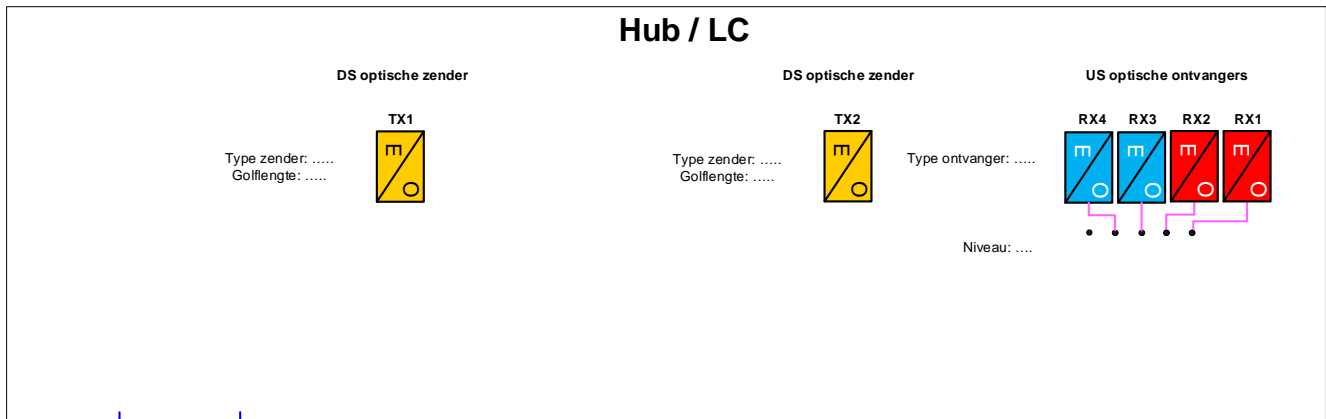 Hub / LC
DS optische zender
DS optische zender
US optische ontvangers
TX1
TX2
RX4 RX3 RX2 RX1
Type zender: …..
Golflengte: …..
Type zender: …..
Golflengte: …..
Type ontvanger: …..
E
O
E
O
E
O
E
O
E
O
E
O
Niveau: ….